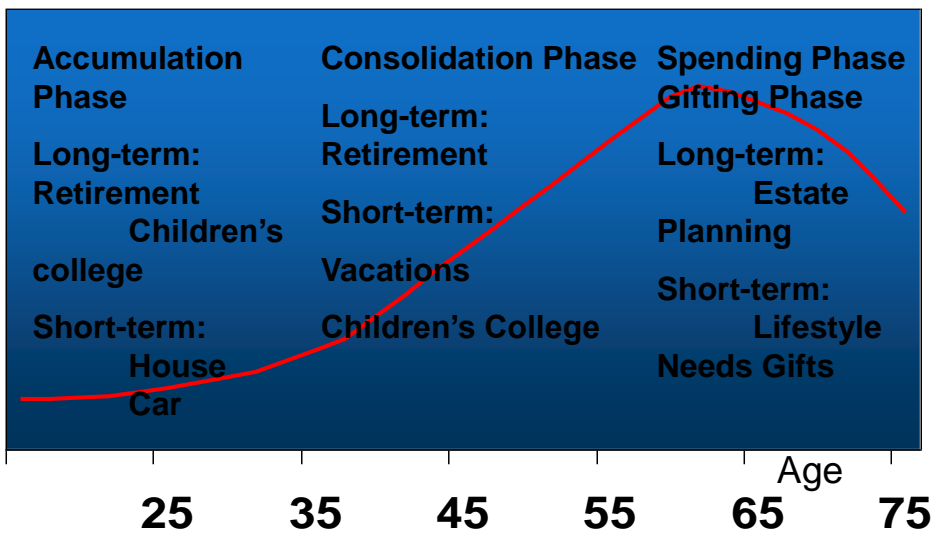 Accumulation
Phase
Long-term:
Retirement
Children’s
college
Short-term:
House
Car
Consolidation Phase
Long-term:
Retirement
Short-term:
Vacations
Children’s College
Spending Phase
Gifting Phase
Long-term:
Estate
Planning
Short-term:
Lifestyle
Needs Gifts
Age
25 35 45 55 65 75